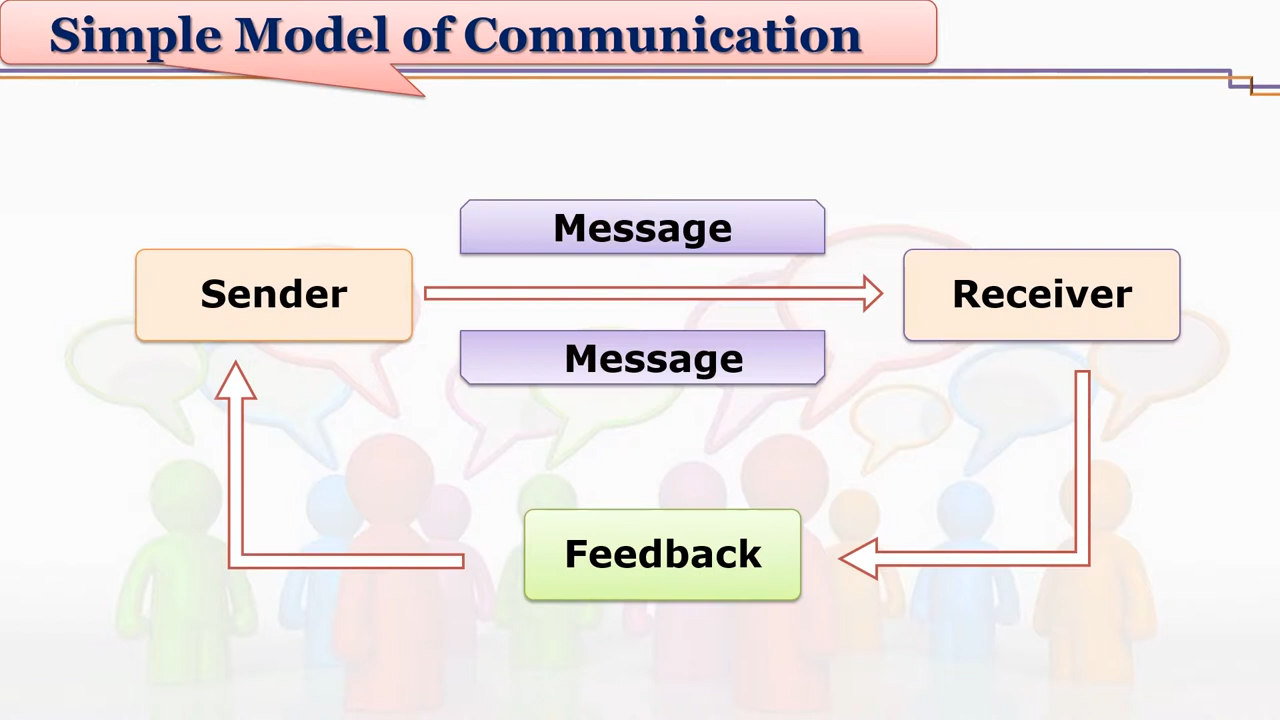 Simple Model of Communication
Message
Sender
Receiver
Message
Feedback